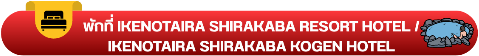 พักที่ IKENOTAIRA SHIRAKABA RESORT HOTEL /
IKENOTAIRA SHIRAKABA KOGEN HOTEL